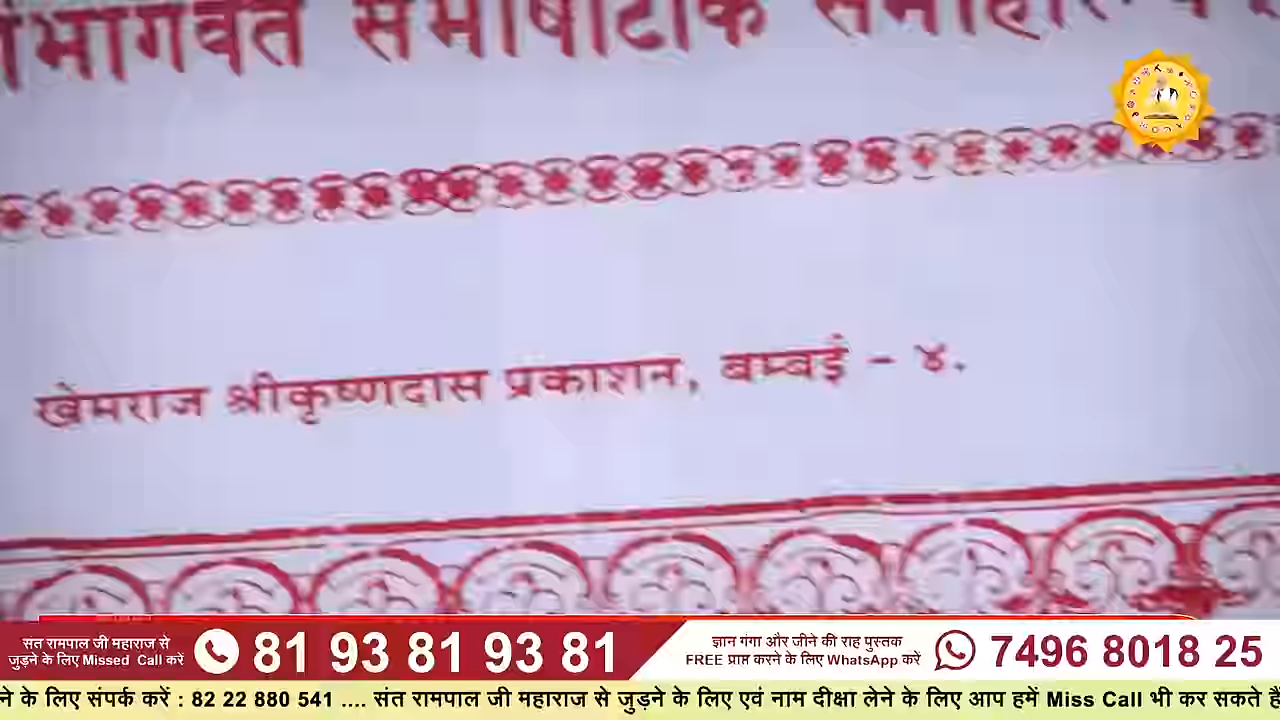 खेमराज श्रीकृष्णदास प्रकाशन, बम्बई – ४.
संत रामपाल जी महाराज से
जुड़ने के लिए Missed Call करें
81 93 81 93 81
ज्ञान गंगा और जीने की राह पुस्तक
FREE प्राप्त करने के लिए WhatsApp करें
7496 8018 25
ने के लिए संपर्क करें : 82 22 880 541 .... संत रामपाल जी महाराज से जुड़ने के लिए एवं नाम दीक्षा लेने के लिए आप हमें Miss Call भी कर सकते हैं